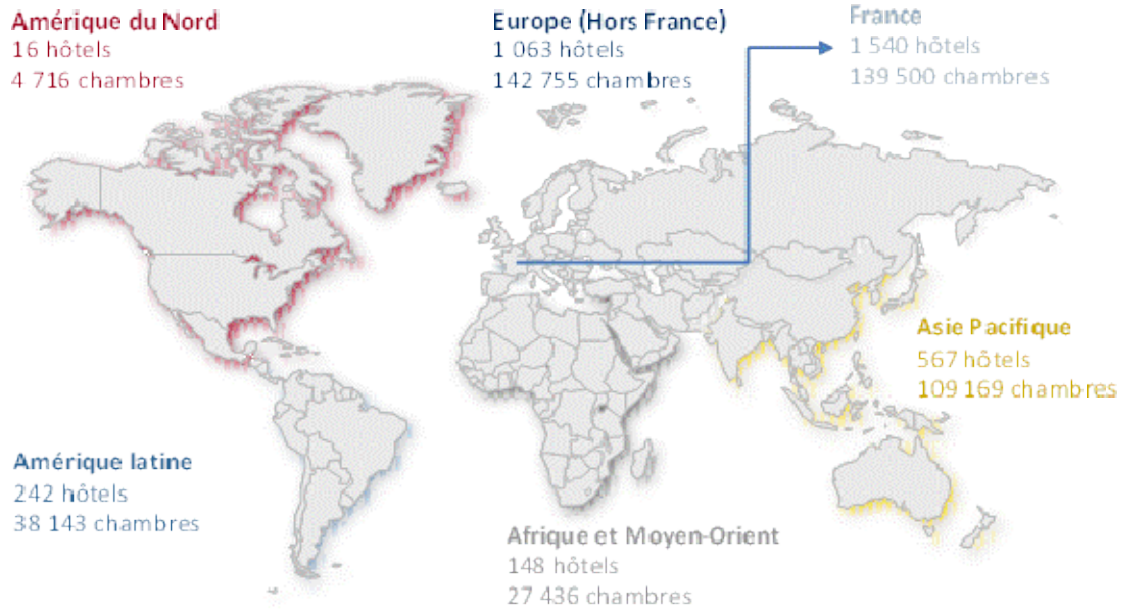 Amérique du Nord
16 hôtels
4 716 chambres
Europe (Hors France)
1 063 hôtels
142 755 chambres
France
1 540 hôtels
139 500 chambres
Asie Pacifique
567 hôtels
109 169 chambres
Amérique latine
242 hôtels
38 143 chambres
Afrique et Moyen-Orient
148 hôtels
27 436 chambres